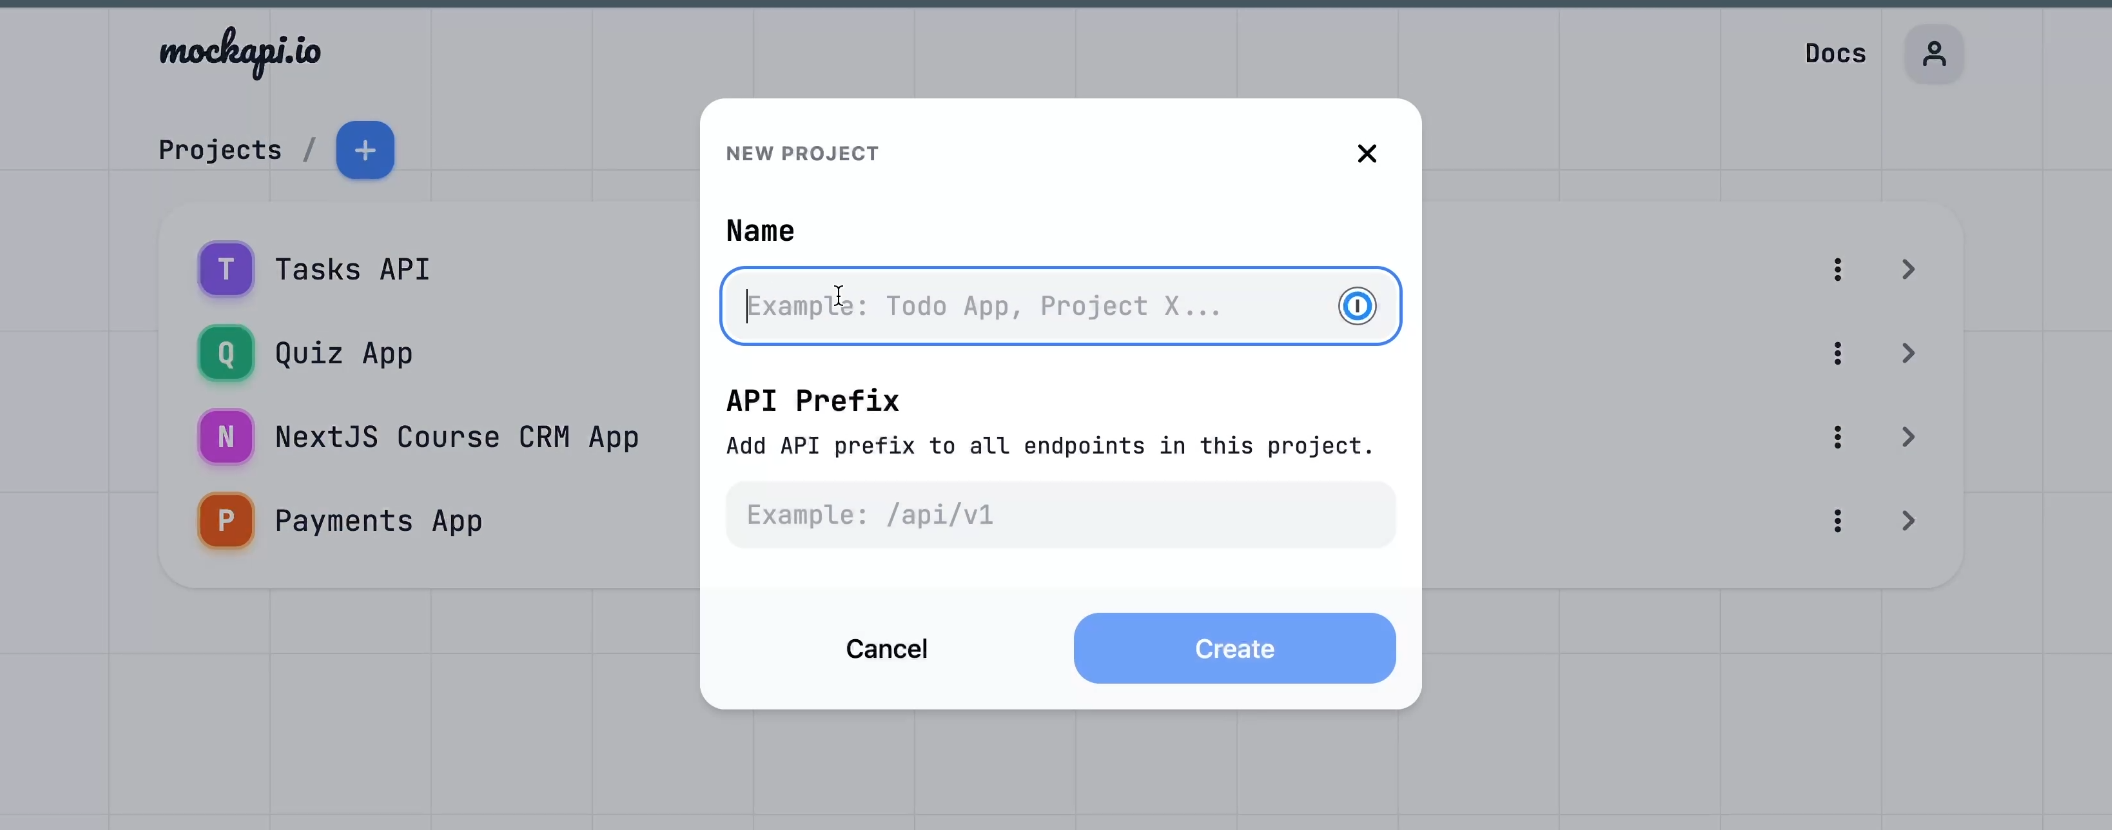 mockapi.io
Docs
Projects /
+
NEW PROJECT
Name
Example: Todo App, Project X...
API Prefix
Add API prefix to all endpoints in this project.
Example: /api/v1
Cancel
Create
T Tasks API
Q Quiz App
N NextJS Course CRM App
P Payments App